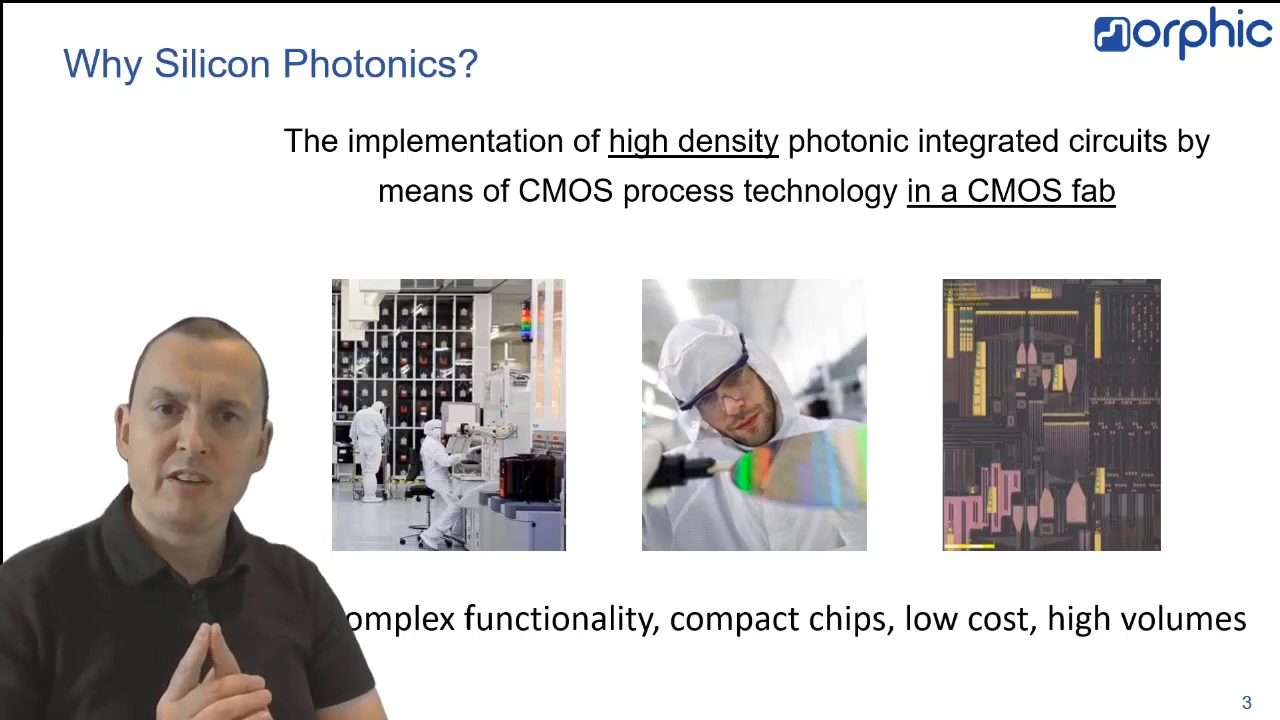 morphic
Why Silicon Photonics?
The implementation of high density photonic integrated circuits by
means of CMOS process technology in a CMOS fab
omplex functionality, compact chips, low cost, high volumes
3